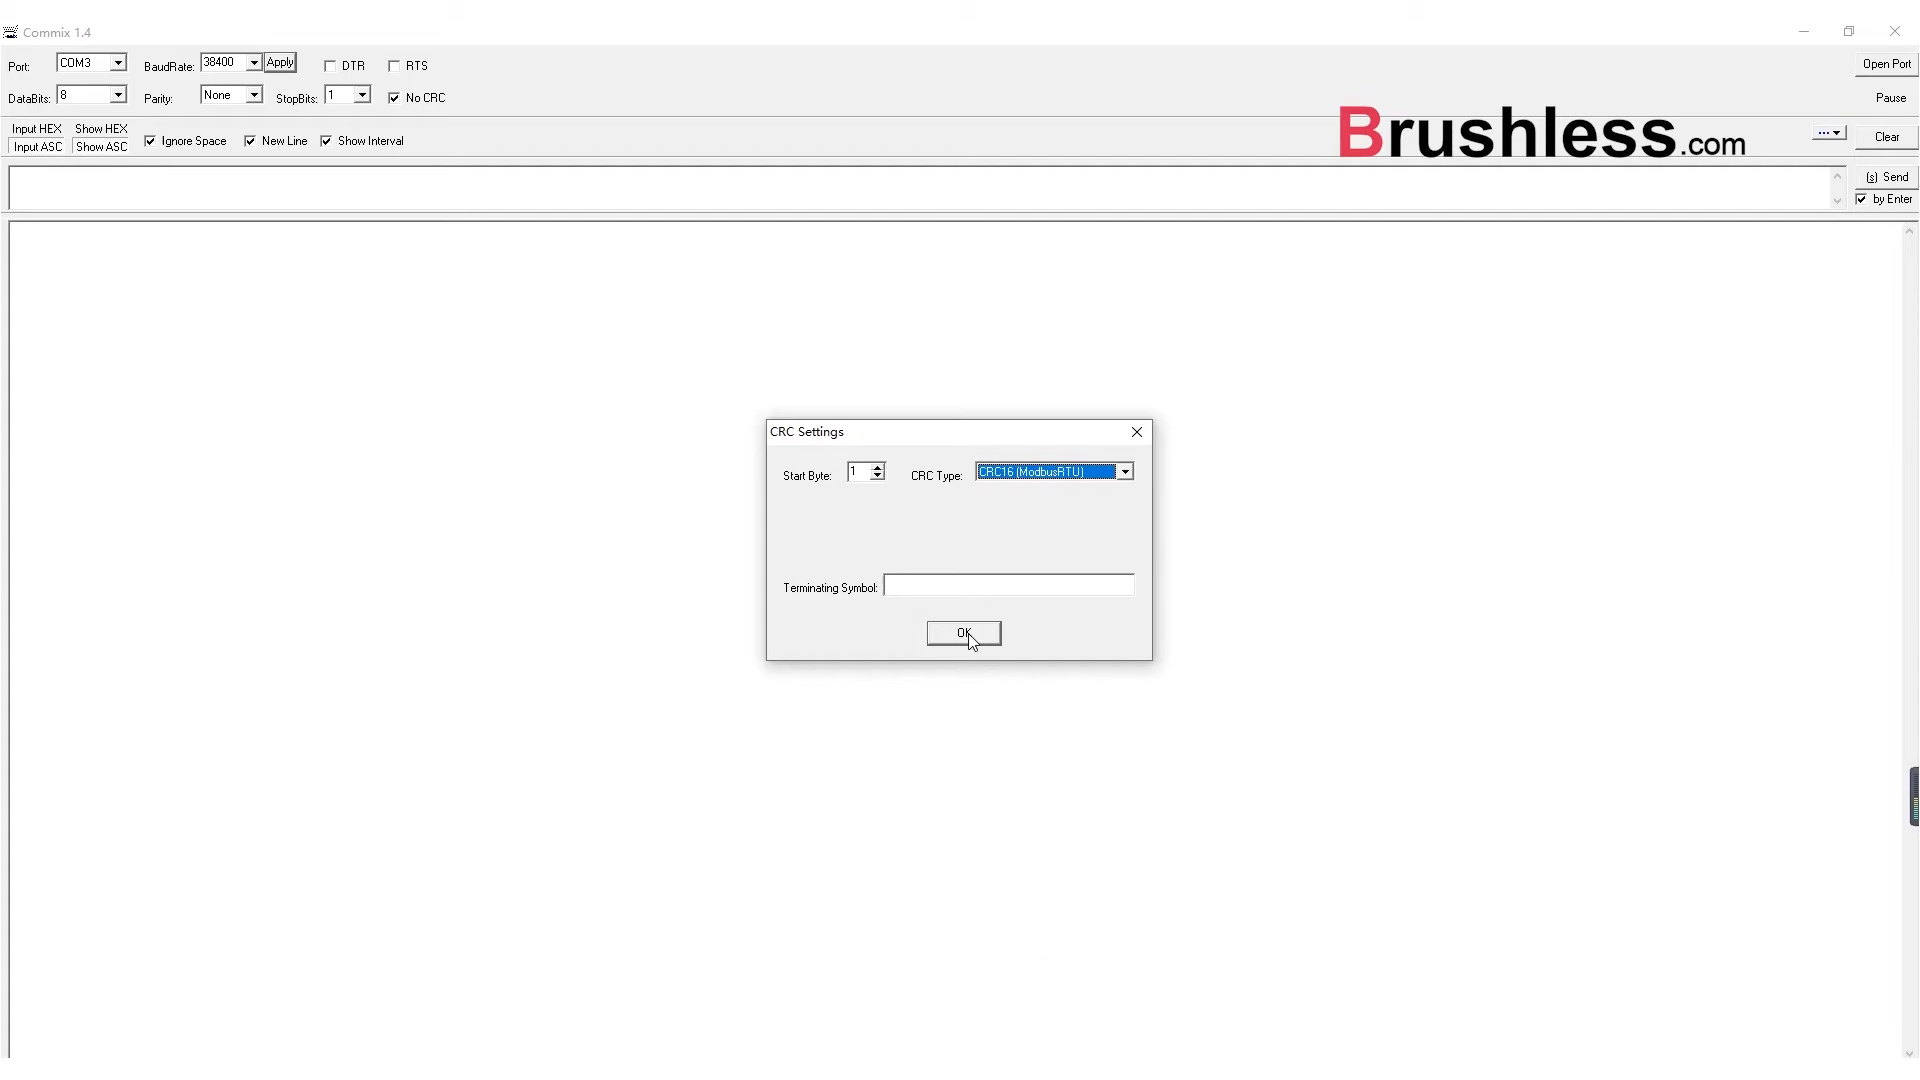 Commix 1.4
Port: COM3 BaudRate: 38400 Apply DTR RTS Open Port
DataBits: 8 Parity: None StopBits: 1 No CRC Pause
Brushless.com
Input HEX Show HEX
Input ASC Show ASC Ignore Space New Line Show Interval ... Clear
(s) Send
by Enter
CRC Settings
Start Byte: 1 CRC Type: CRC16 (ModbusRTU)
Terminating Symbol:
OK